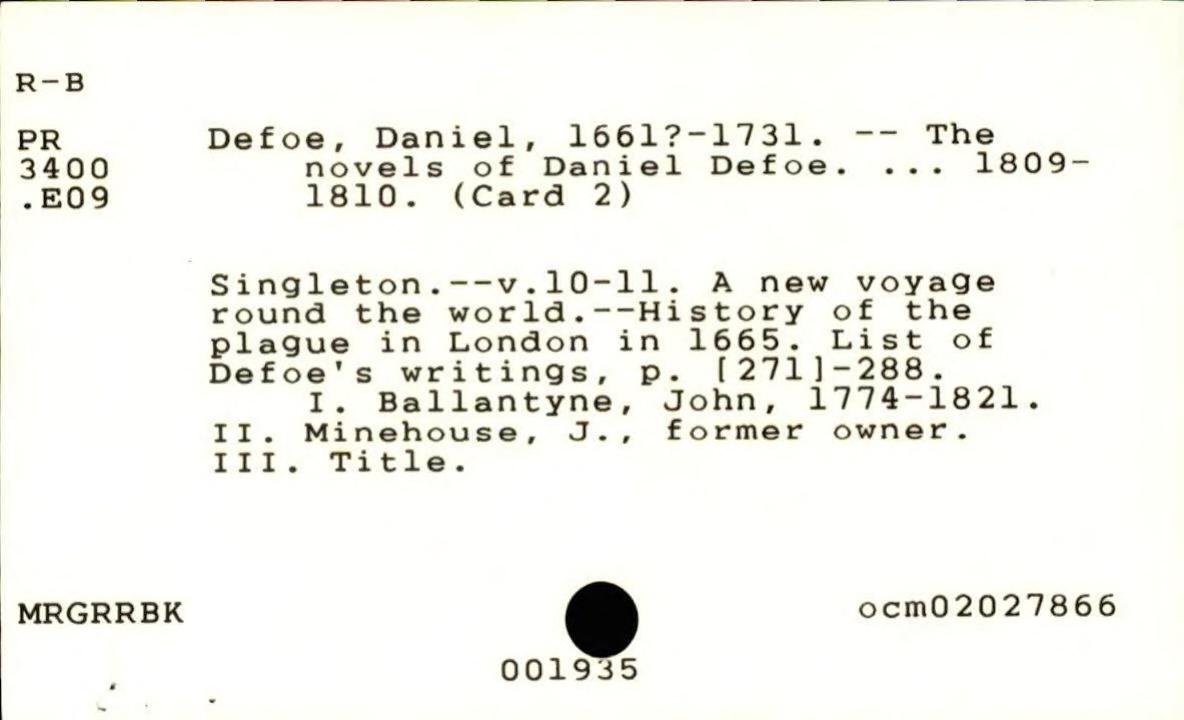 R-B
PR Defoe, Daniel, 1661?-1731. -- The
3400 novels of Daniel Defoe. ... 1809-
.E09 1810. (Card 2)
Singleton.--v.10-11. A new voyage
round the world.--History of the
plague in London in 1665. List of
Defoe's writings, p. [271]-288.
I. Ballantyne, John, 1774-1821.
II. Minehouse, J., former owner.
III. Title.
MRGRRBK ocm02027866
001935